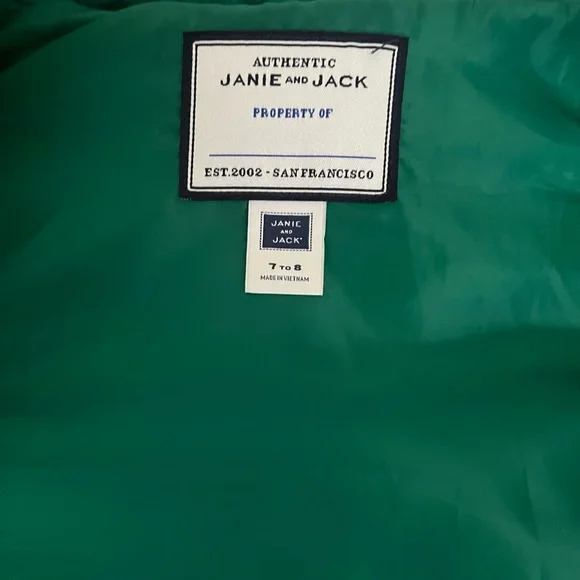 AUTHENTIC
JANIE AND JACK
PROPERTY OF
EST.2002 - SAN FRANCISCO
JANIE
AND
JACK®
7 TO 8
MADE IN VIETNAM